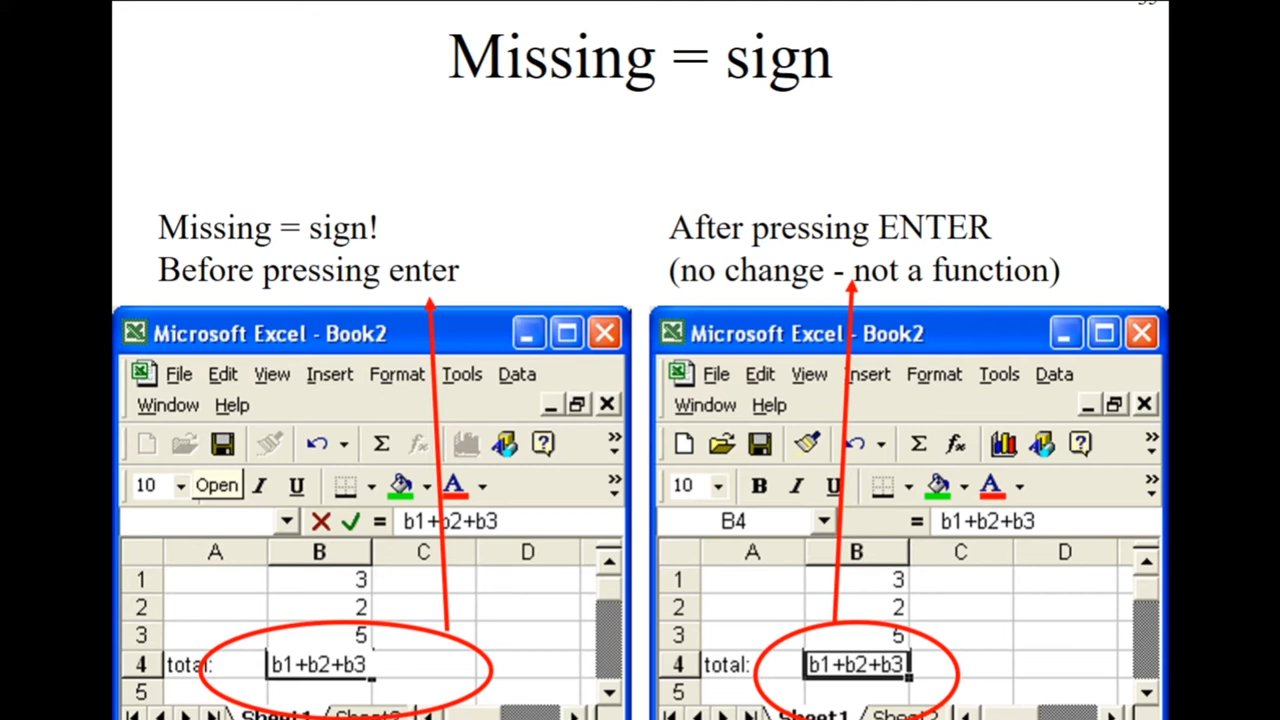 Missing = sign
Missing = sign!
Before pressing enter
After pressing ENTER
(no change - not a function)
Microsoft Excel - Book2
File Edit View Insert Format Tools Data
Window Help
10 Open I U A
= b1+b2+b3
A B C D
1 3
2 2
3 5
4 total: b1+b2+b3
5
Sheet1
Microsoft Excel - Book2
File Edit View Insert Format Tools Data
Window Help
10 B I U A
B4 = b1+b2+b3
A B C D
1 3
2 2
3 5
4 total: b1+b2+b3
5
Sheet1